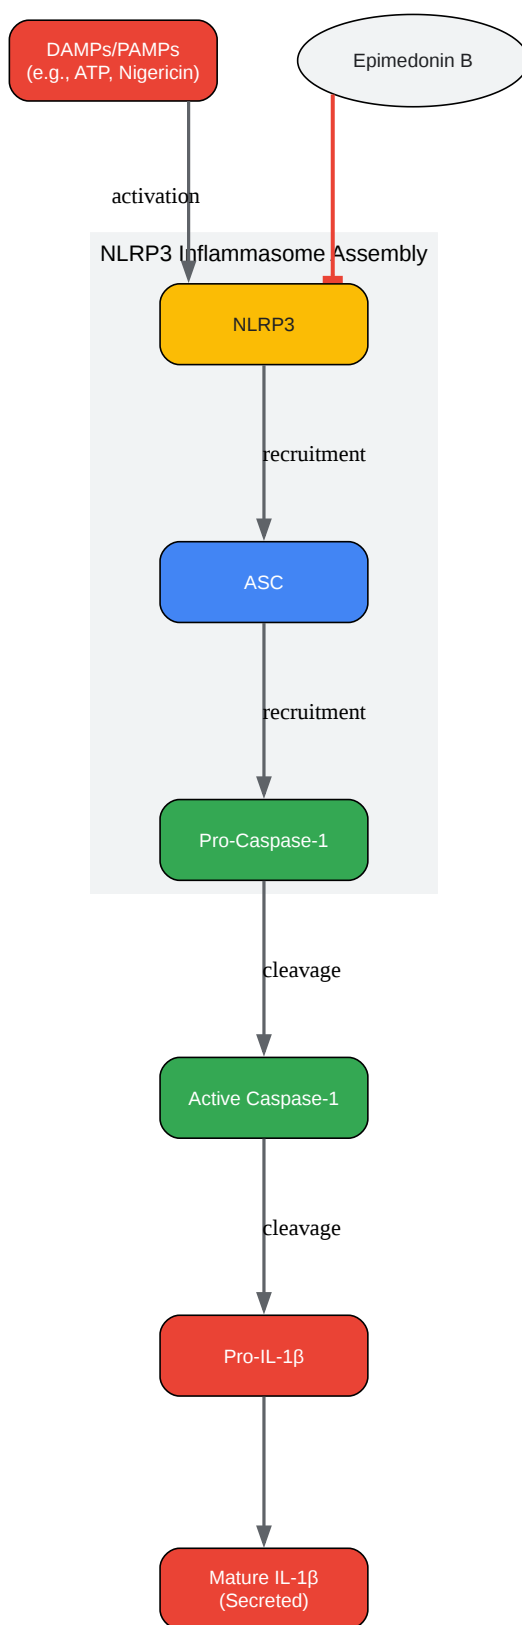 DAMPs/PAMPs
(e.g., ATP, Nigericin)
Epimedonin B
activation
NLRP3 Inflammasome Assembly
NLRP3
recruitment
ASC
recruitment
Pro-Caspase-1
cleavage
Active Caspase-1
cleavage
Pro-IL-1β
Mature IL-1β
(Secreted)